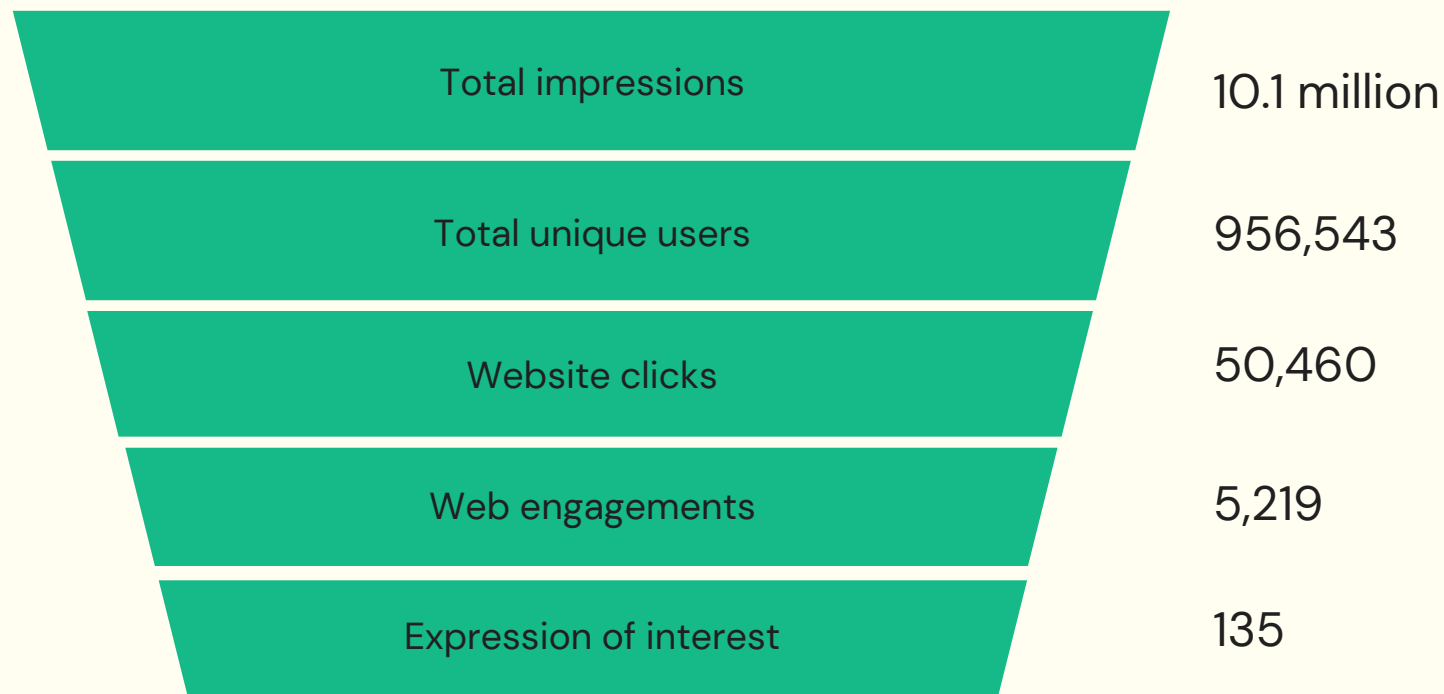 Total impressions
10.1 million
Total unique users
956,543
Website clicks
50,460
Web engagements
5,219
Expression of interest
135